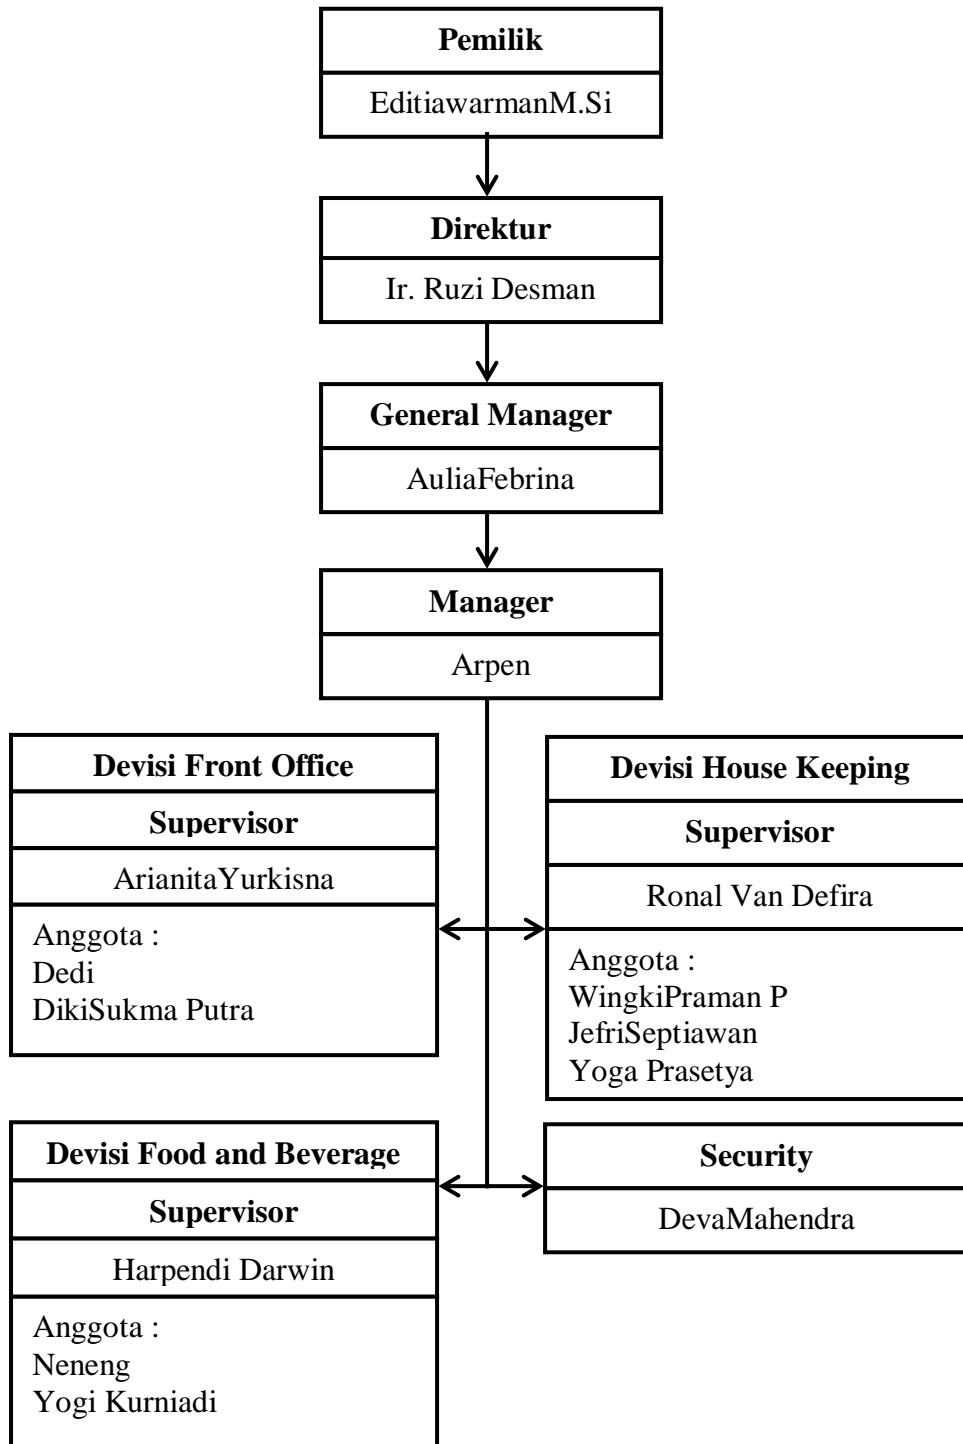 Pemilik
EditiawarmanM.Si
Direktur
Ir. Ruzi Desman
General Manager
AuliaFebrina
Manager
Arpen
Devisi Front Office
Supervisor
ArianitaYurkisna
Anggota :
Dedi
DikiSukma Putra
Devisi House Keeping
Supervisor
Ronal Van Defira
Anggota :
WingkiPraman P
JefriSeptiawan
Yoga Prasetya
Devisi Food and Beverage
Supervisor
Harpendi Darwin
Anggota :
Neneng
Yogi Kurniadi
Security
DevaMahendra